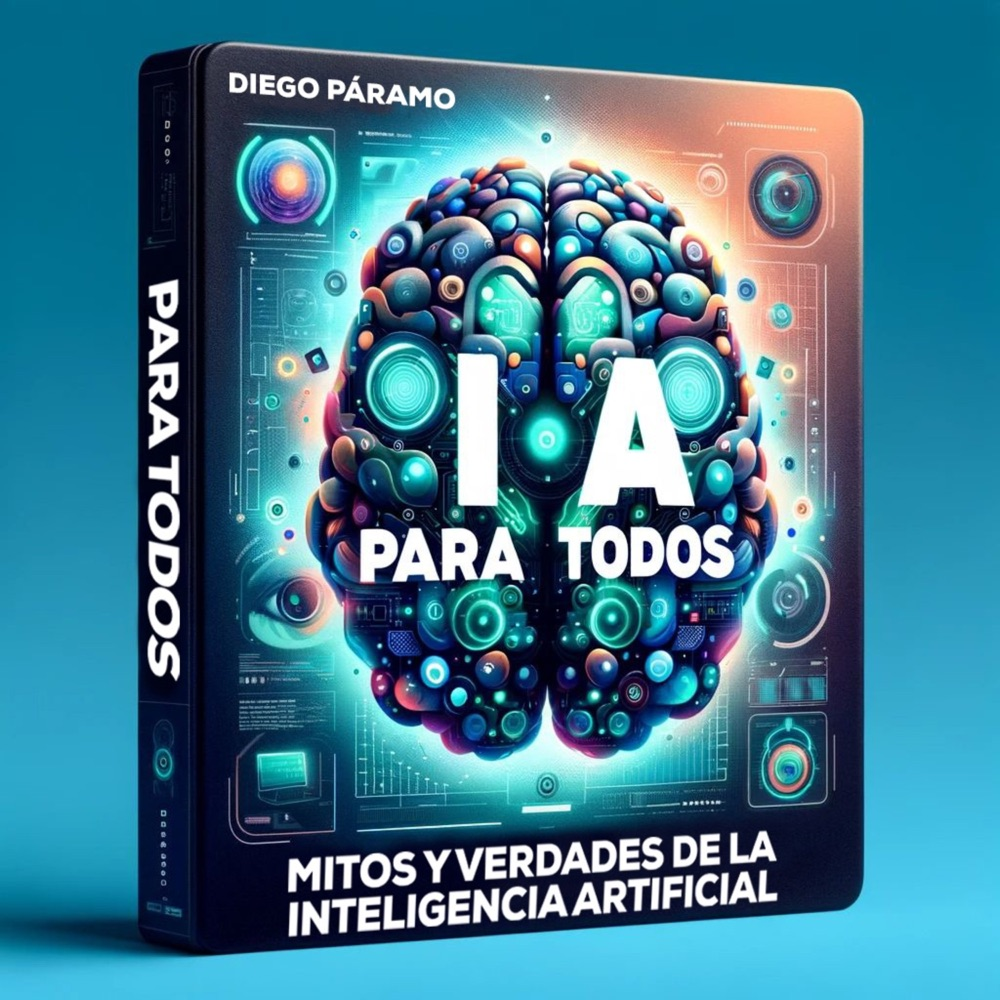 DIEGO PÁRAMO
PARA TODOS
I A
PARA TODOS
MITOS Y VERDADES DE LA
INTELIGENCIA ARTIFICIAL